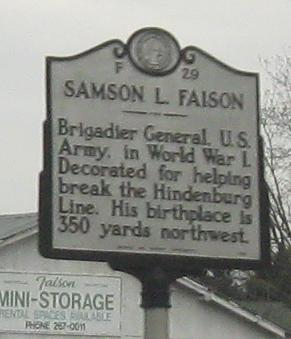 F 29
SAMSON L. FAISON
Brigadier General, U.S.
Army, in World War I.
Decorated for helping
break the Hindenburg
Line. His birthplace is
350 yards northwest.
Faison
MINI-STORAGE
RENTAL SPACES AVAILABLE
PHONE 267-0011